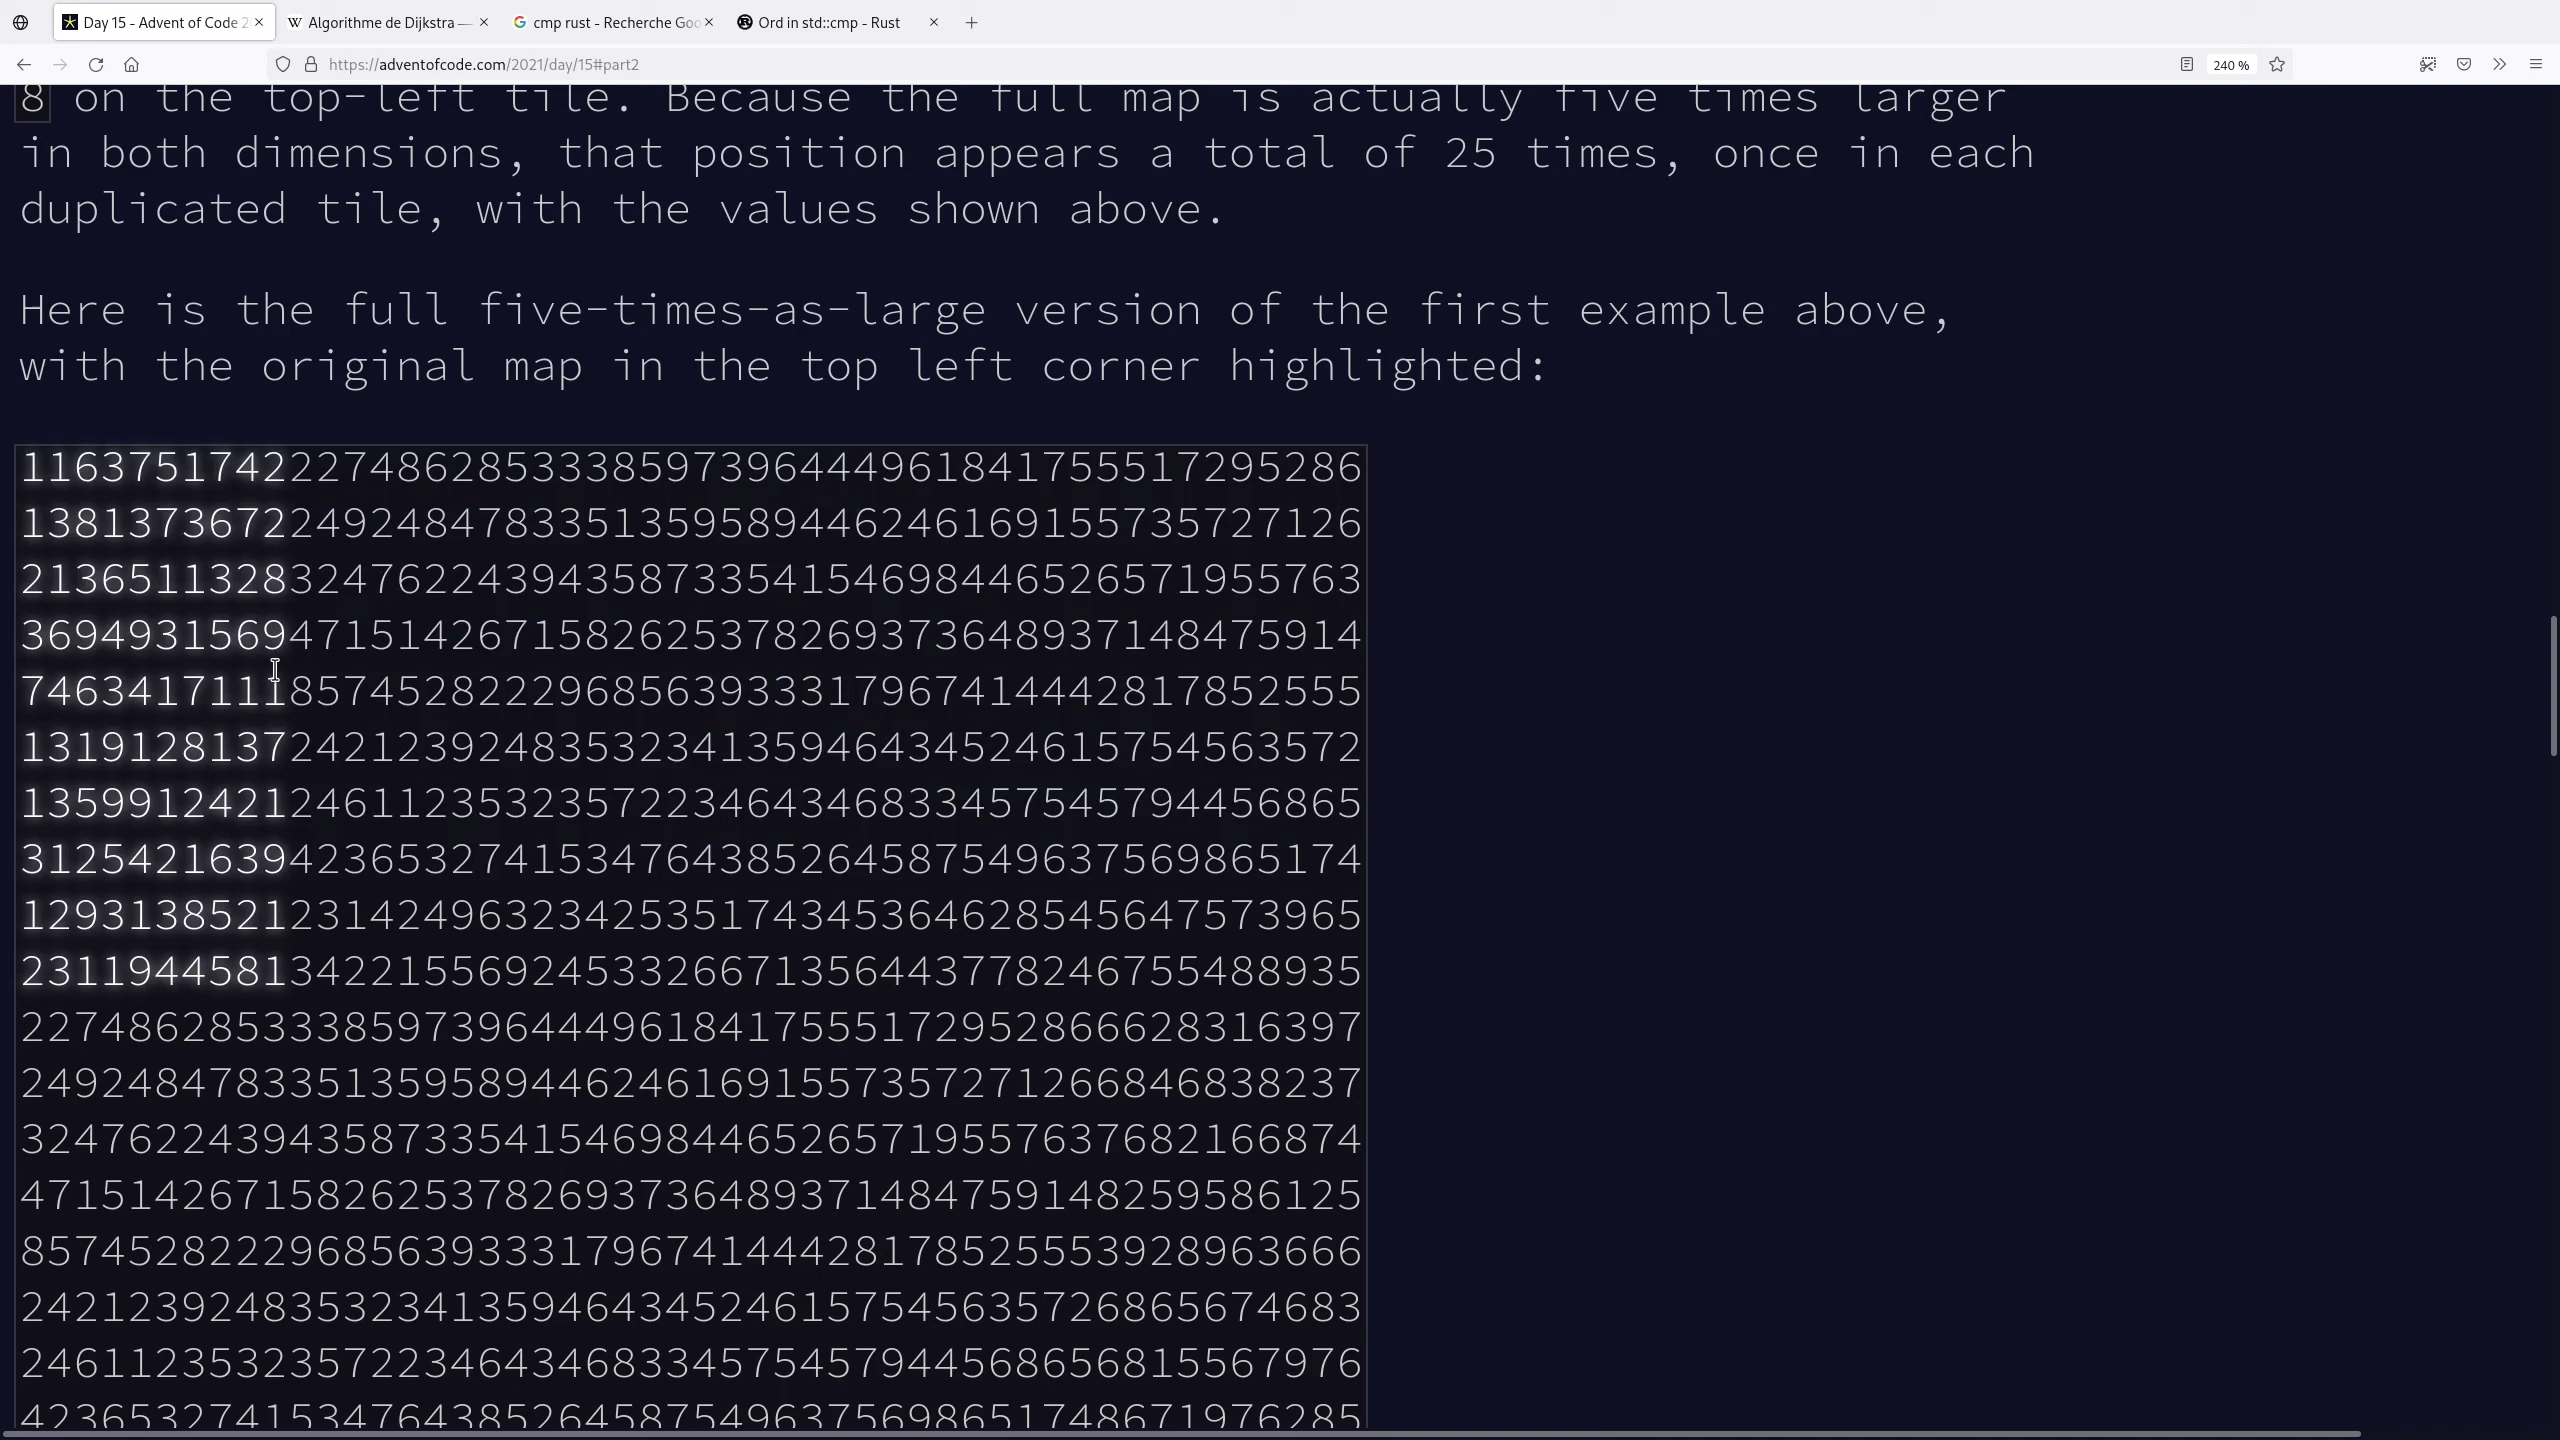 Day 15 - Advent of Code 2
Algorithme de Dijkstra —
cmp rust - Recherche Goo
Ord in std::cmp - Rust
https://adventofcode.com/2021/day/15#part2
240 %
8 on the top-left tile. Because the full map is actually five times larger
in both dimensions, that position appears a total of 25 times, once in each
duplicated tile, with the values shown above.
Here is the full five-times-as-large version of the first example above,
with the original map in the top left corner highlighted:
11637517422274862853338597396444961841755517295286
13813736722492484783351359589446246169155735727126
21365113283247622439435873354154698446526571955763
36949315694715142671582625378269373648937148475914
74634171118574528222968563933317967414442817852555
13191281372421239248353234135946434524615754563572
13599124212461123532357223464346833457545794456865
31254216394236532741534764385264587549637569865174
12931385212314249632342535174345364628545647573965
23119445813422155692453326671356443778246755488935
22748628533385973964449618417555172952866628316397
24924847833513595894462461691557357271266846838237
32476224394358733541546984465265719557637682166874
47151426715826253782693736489371484759148259586125
85745282229685639333179674144428178525553928963666
24212392483532341359464345246157545635726865674683
24611235323572234643468334575457944568656815567976
42365327415347643852645875496375698651748671976285